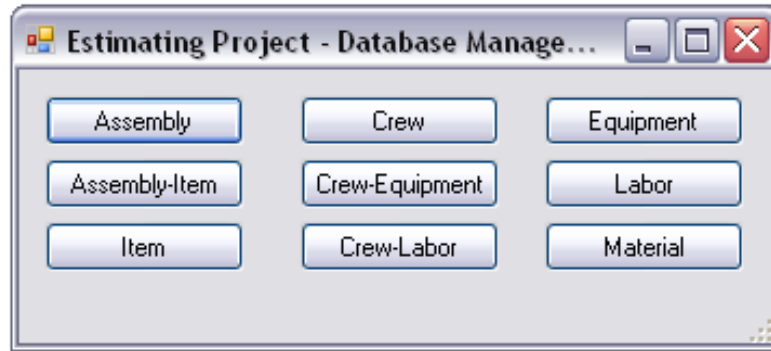 Estimating Project - Database Manage...
Assembly Crew Equipment
Assembly-Item Crew-Equipment Labor
Item Crew-Labor Material